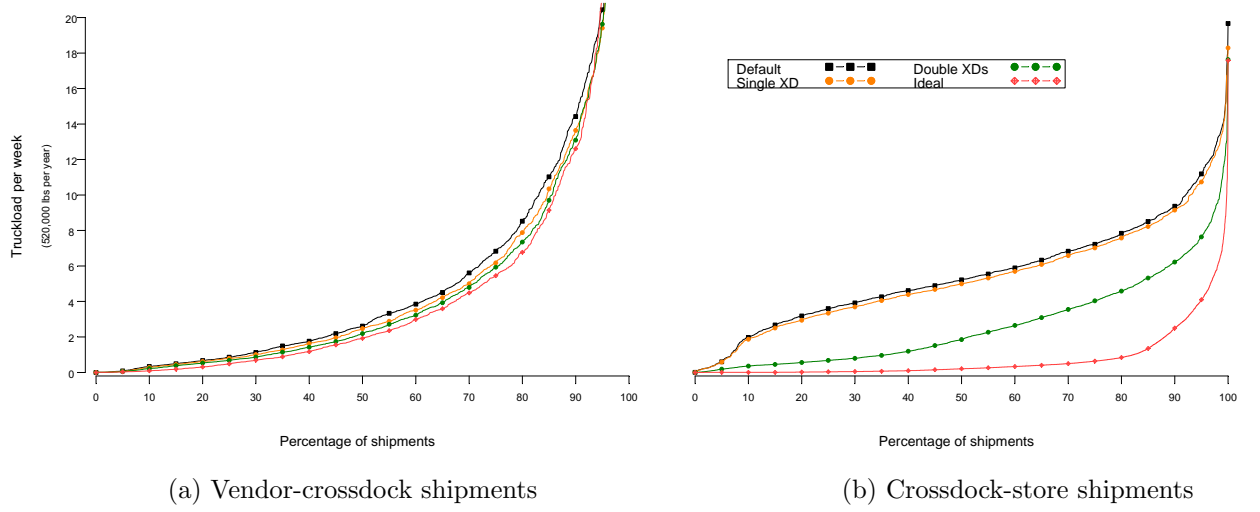 20
18
16
14
12
10
8
6
4
2
0
Truckload per week
(520,000 lbs per year)
0 10 20 30 40 50 60 70 80 90 100
Percentage of shipments
(a) Vendor-crossdock shipments
Default Double XDs
Single XD Ideal
0 10 20 30 40 50 60 70 80 90 100
Percentage of shipments
(b) Crossdock-store shipments